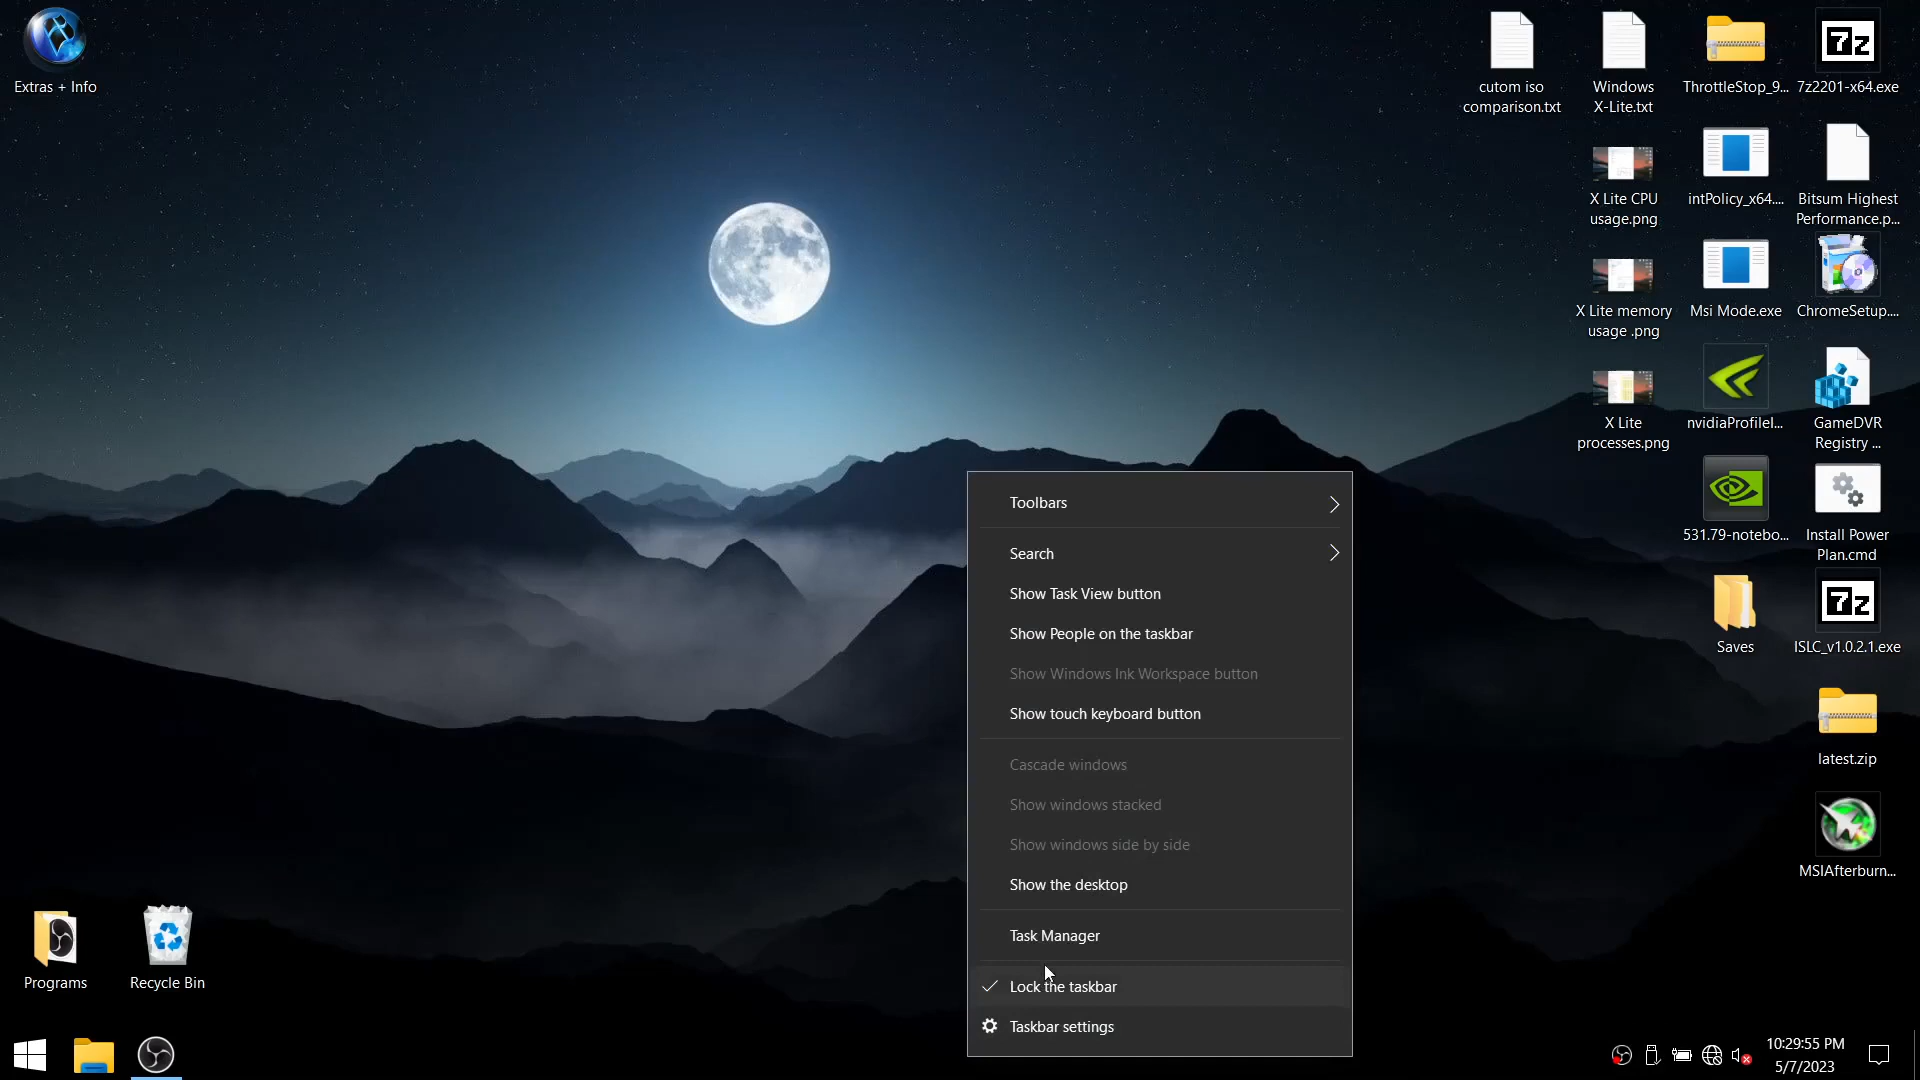 Extras + Info
cutom iso
comparison.txt
Windows
X-Lite.txt
ThrottleStop_9...
7z
7z2201-x64.exe
X Lite CPU
usage.png
intPolicy_x64....
Bitsum Highest
Performance.p...
X Lite memory
usage .png
Msi Mode.exe
ChromeSetup....
X Lite
processes.png
nvidiaProfileI...
GameDVR
Registry ...
531.79-notebo...
Install Power
Plan.cmd
Saves
7z
ISLC_v1.0.2.1.exe
latest.zip
MSIAfterburn...
Toolbars
Search
Show Task View button
Show People on the taskbar
Show Windows Ink Workspace button
Show touch keyboard button
Cascade windows
Show windows stacked
Show windows side by side
Show the desktop
Task Manager
Lock the taskbar
Taskbar settings
Programs
Recycle Bin
10:29:55 PM
5/7/2023